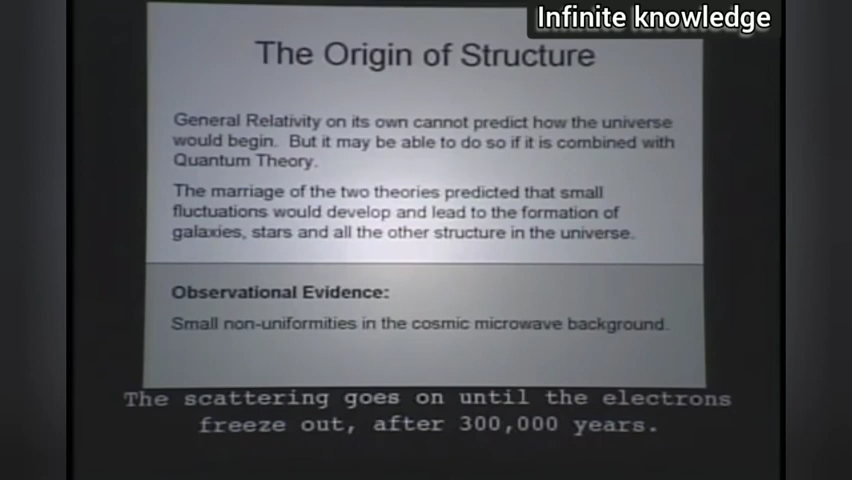 Infinite knowledge
The Origin of Structure
General Relativity on its own cannot predict how the universe
would begin. But it may be able to do so if it is combined with
Quantum Theory.
The marriage of the two theories predicted that small
fluctuations would develop and lead to the formation of
galaxies, stars and all the other structure in the universe.
Observational Evidence:
Small non-uniformities in the cosmic microwave background.
The scattering goes on until the electrons
freeze out, after 300,000 years.